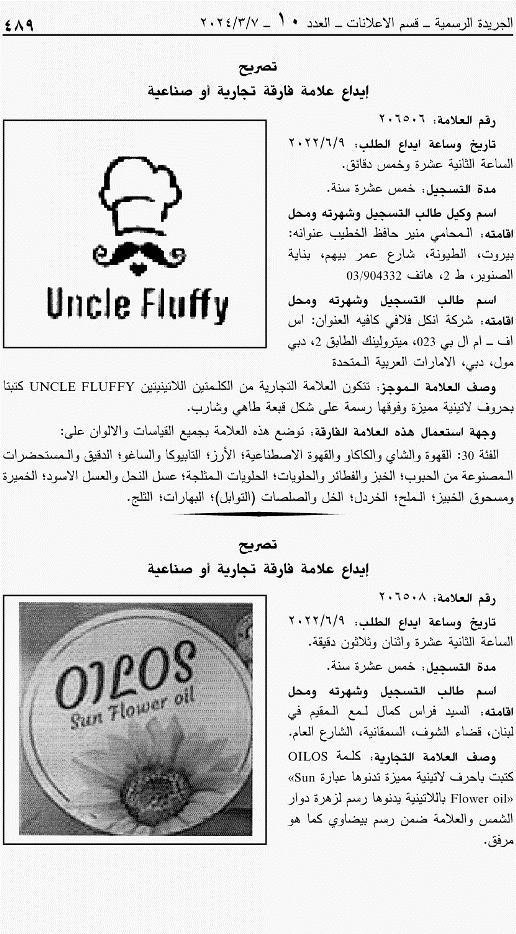 الجريدة الرسمية ــ قسم الاعلانات ــ العدد ١٠ ــ ٢٠٢٤/٣/٧
٤٨٩
تصريح
إيداع علامة فارقة تجارية أو صناعية
رقم العلامة: ٢٠٦٥٠٦
تاريخ وساعة ايداع الطلب: ٢٠٢٢/٦/٩
الساعة الثانية عشرة وخمس دقائق.
مدة التسجيل: خمس عشرة سنة.
اسم وكيل طالب التسجيل وشهرته ومحل
اقامته: المحامي منير حافظ الخطيب عنوانه:
بيروت، الطيونة، شارع عمر بيهم، بناية
الصنوبر، ط 2، هاتف 03/904332
اسم طالب التسجيل وشهرته ومحل
اقامته: شركة انكل فلافي كافيه العنوان: اس
اف ــ ام ال بي 023، ميترولينك الطابق 2، دبي
مول، دبي، الامارات العربية المتحدة
Uncle Fluffy
وصف العلامة الموجز: تتكون العلامة التجارية من الكلمتين اللاتينيتين UNCLE FLUFFY كتبتا
بحروف لاتينية مميزة وفوقها رسمة على شكل قبعة طاهي وشارب.
وجهة استعمال هذه العلامة الفارقة: توضع هذه العلامة بجميع القياسات والالوان على:
الفئة 30: القهوة والشاي والكاكاو والقهوة الاصطناعية؛ الأرز؛ التابيوكا والساغو؛ الدقيق والمستحضرات
المصنوعة من الحبوب؛ الخبز والفطائر والحلويات؛ الحلويات المثلجة؛ عسل النحل والعسل الاسود؛ الخميرة
ومسحوق الخبيز؛ الملح؛ الخردل؛ الخل والصلصات (التوابل)؛ البهارات؛ الثلج.
تصريح
إيداع علامة فارقة تجارية أو صناعية
رقم العلامة: ٢٠٦٥٠٨
تاريخ وساعة ايداع الطلب: ٢٠٢٢/٦/٩
الساعة الثانية عشرة واثنان وثلاثون دقيقة.
مدة التسجيل: خمس عشرة سنة.
اسم طالب التسجيل وشهرته ومحل
اقامته: السيد فراس كمال لمع المقيم في
لبنان، قضاء الشوف، السمقانية، الشارع العام.
وصف العلامة التجارية: كلمة OILOS
كتبت باحرف لاتينية مميزة تدنوها عبارة «Sun
Flower oil» باللاتينية يدنوها رسم لزهرة دوار
الشمس والعلامة ضمن رسم بيضاوي كما هو
مرفق.
OILOS
Sun Flower oil